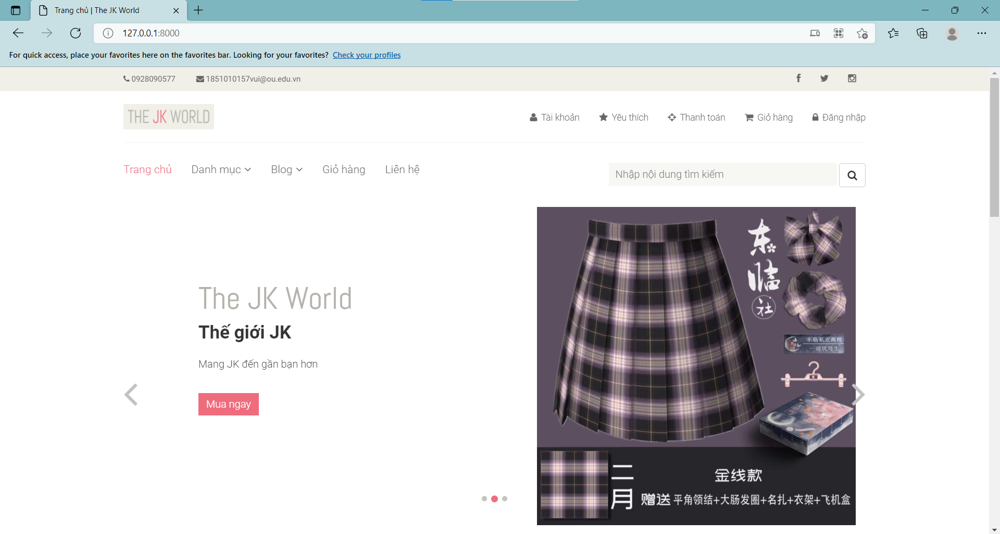 Trang chủ | The JK World
127.0.0.1:8000
For quick access, place your favorites here on the favorites bar. Looking for your favorites? Check your profiles
0928090577 1851010157vui@ou.edu.vn
THE JK WORLD
Tài khoản Yêu thích Thanh toán Giỏ hàng Đăng nhập
Trang chủ Danh mục Blog Giỏ hàng Liên hệ
Nhập nội dung tìm kiếm
The JK World
Thế giới JK
Mang JK đến gần bạn hơn
Mua ngay
东临社
东临私立高校
一级优等生
二月
金线款
赠送 平角领结+大肠发圈+名扎+衣架+飞机盒